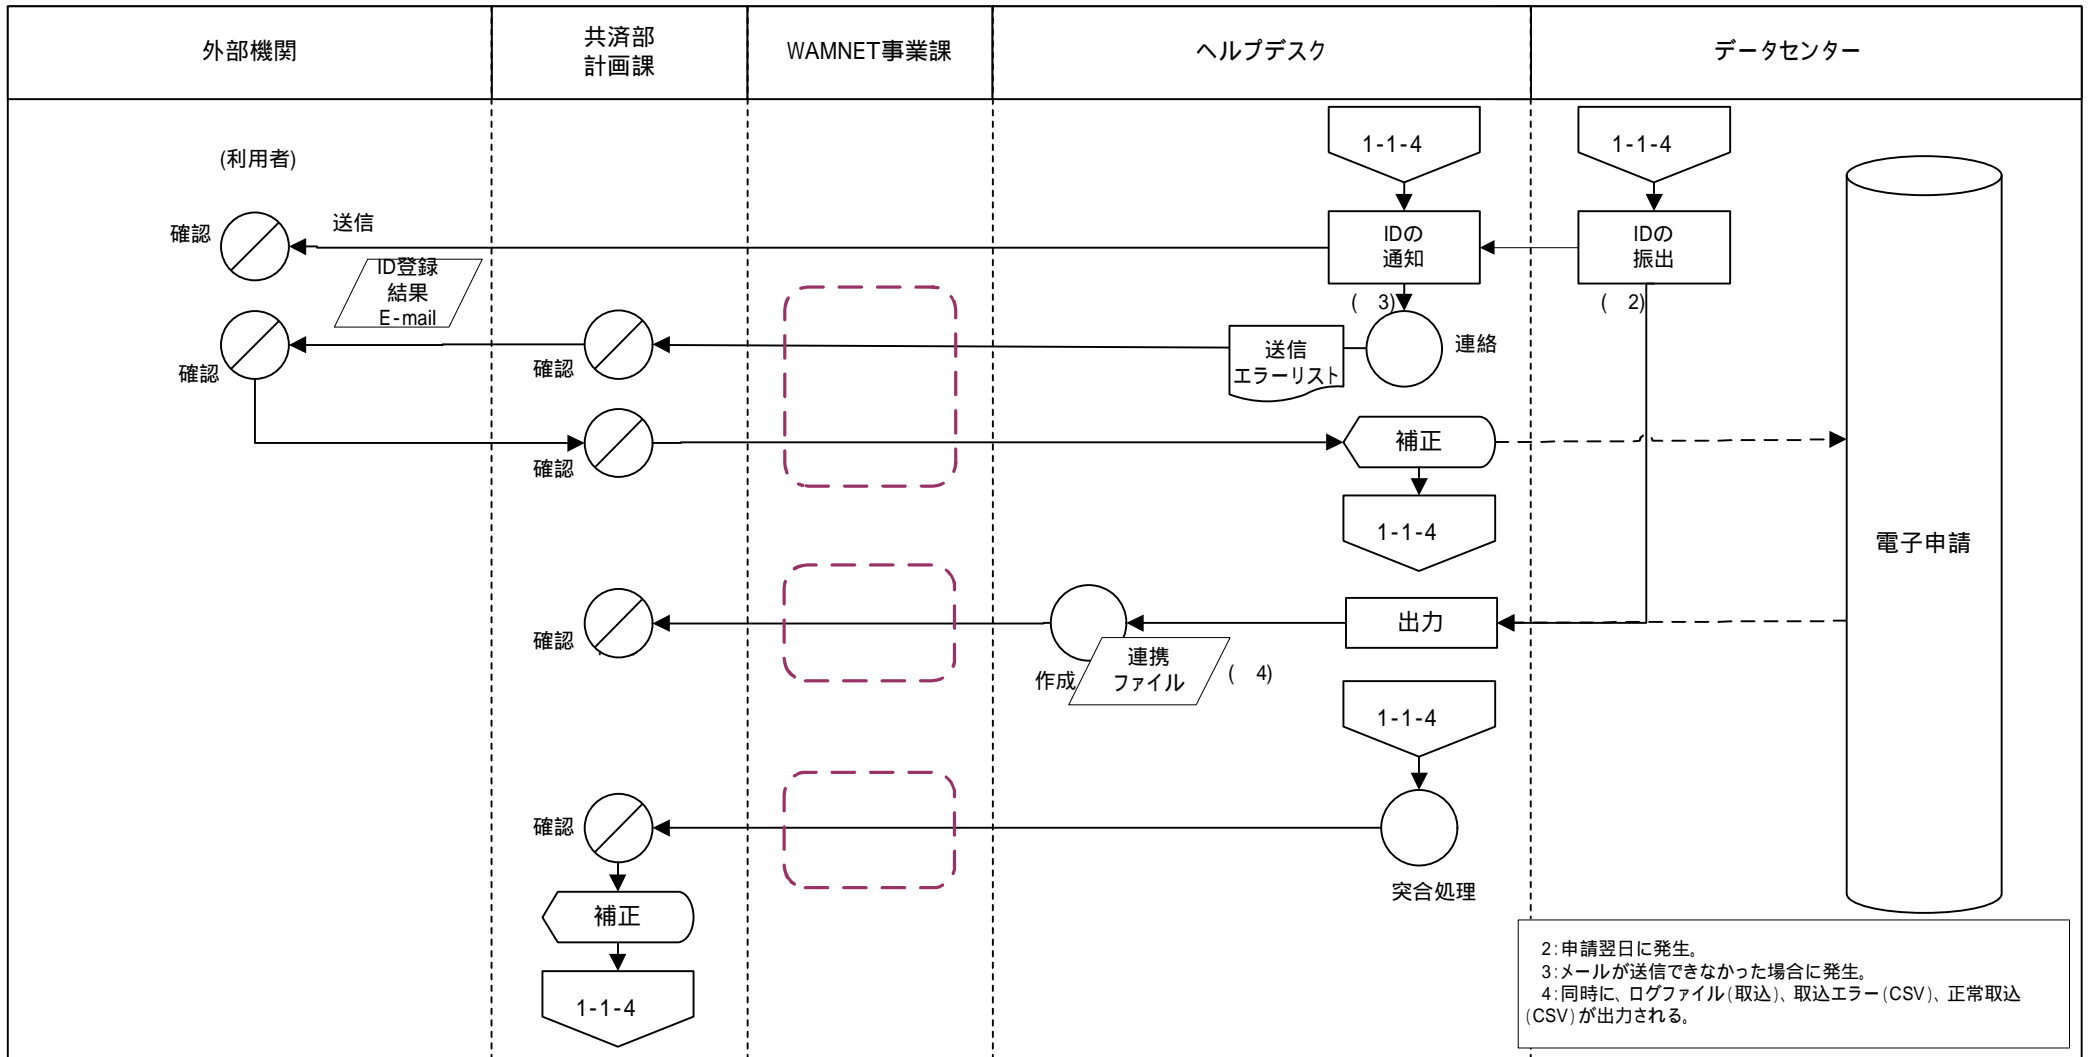 外部機関
共済部
計画課
WAMNET事業課
ヘルプデスク
データセンター
(利用者)
1-1-4
1-1-4
確認
送信
IDの
通知
IDの
振出
ID登録
結果
E-mail
( 3)
( 2)
確認
確認
送信
エラーリスト
連絡
確認
補正
1-1-4
電子申請
確認
作成
連携
ファイル
( 4)
出力
1-1-4
確認
突合処理
補正
1-1-4
2:申請翌日に発生。
3:メールが送信できなかった場合に発生。
4:同時に、ログファイル(取込)、取込エラー(CSV)、正常取込
(CSV)が出力される。